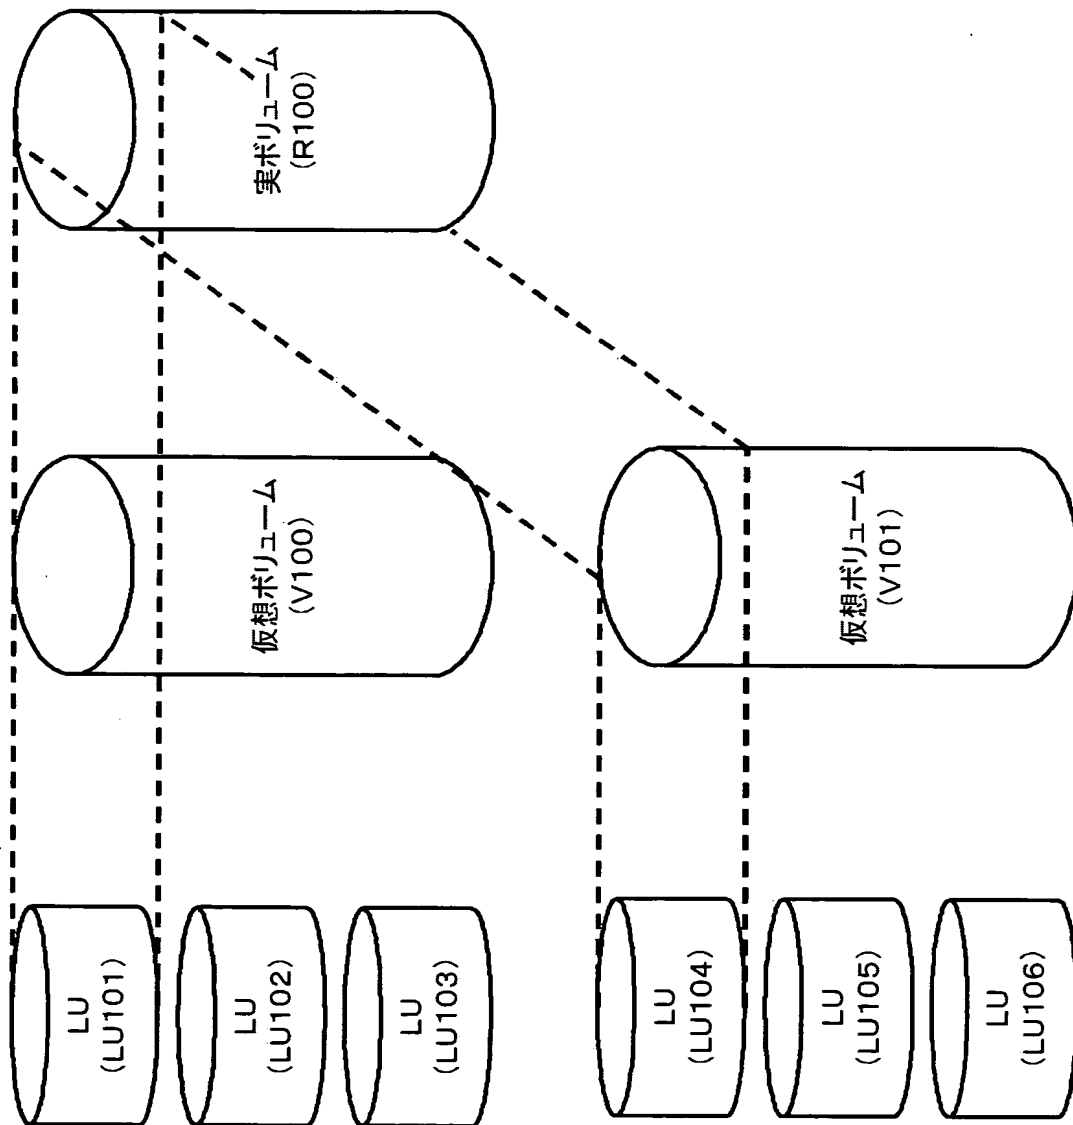 LU
(LU101)
LU
(LU102)
LU
(LU103)
LU
(LU104)
LU
(LU105)
LU
(LU106)
仮想ボリューム
(V100)
仮想ボリューム
(V101)
実ボリューム
(R100)